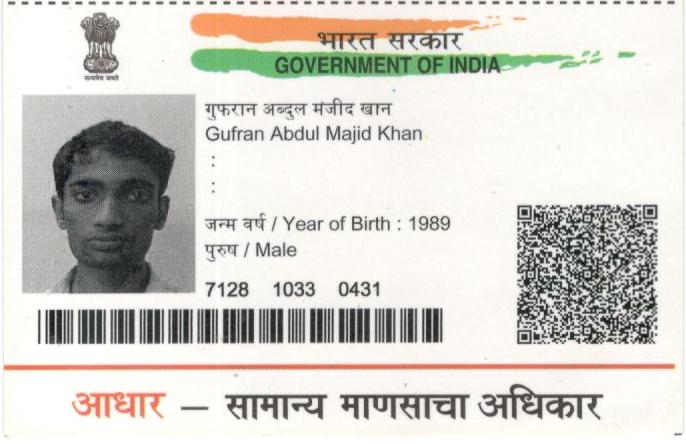 सत्यमेव जयते
भारत सरकार
GOVERNMENT OF INDIA
गुफरान अब्दुल मजीद खान
Gufran Abdul Majid Khan
:
:
जन्म वर्ष / Year of Birth : 1989
पुरुष / Male
7128 1033 0431
आधार — सामान्य माणसाचा अधिकार